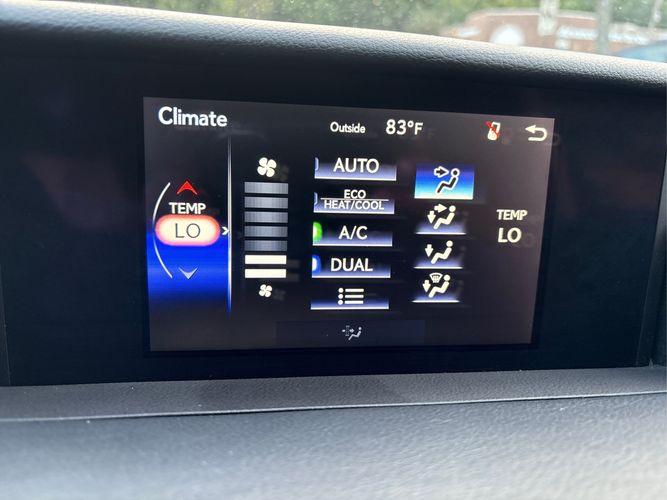 Climate
Outside 83°F
AUTO
TEMP
LO
ECO
HEAT/COOL
A/C
DUAL
TEMP
LO